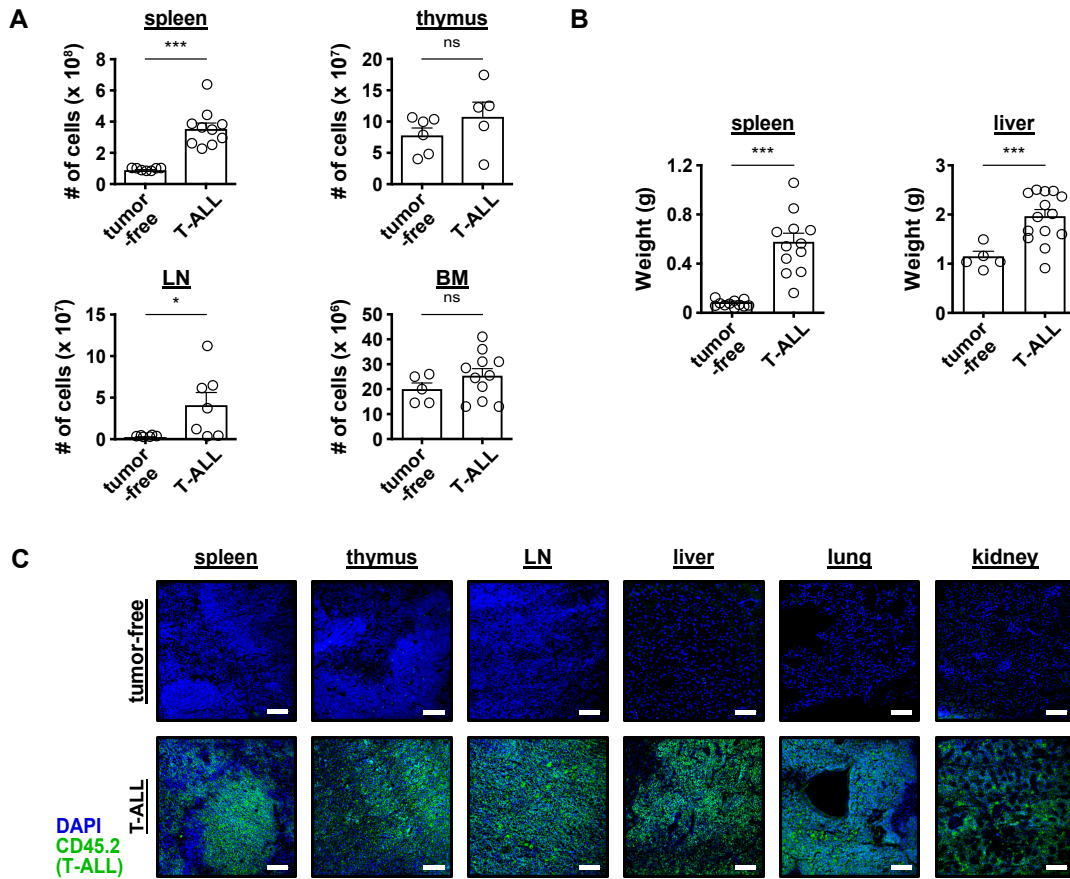 A
spleen
***
# of cells (x 10⁸)
8
6
4
2
0
tumor
-free
T-ALL
thymus
ns
# of cells (x 10⁷)
20
15
10
5
0
tumor
-free
T-ALL
LN
*
# of cells (x 10⁷)
15
10
5
0
tumor
-free
T-ALL
BM
ns
# of cells (x 10⁶)
50
40
30
20
10
0
tumor
-free
T-ALL
B
spleen
***
Weight (g)
1.2
0.8
0.4
0
tumor
-free
T-ALL
liver
***
Weight (g)
3
2
1
0
tumor
-free
T-ALL
C
spleen thymus LN liver lung kidney
tumor-free
T-ALL
DAPI
CD45.2
(T-ALL)